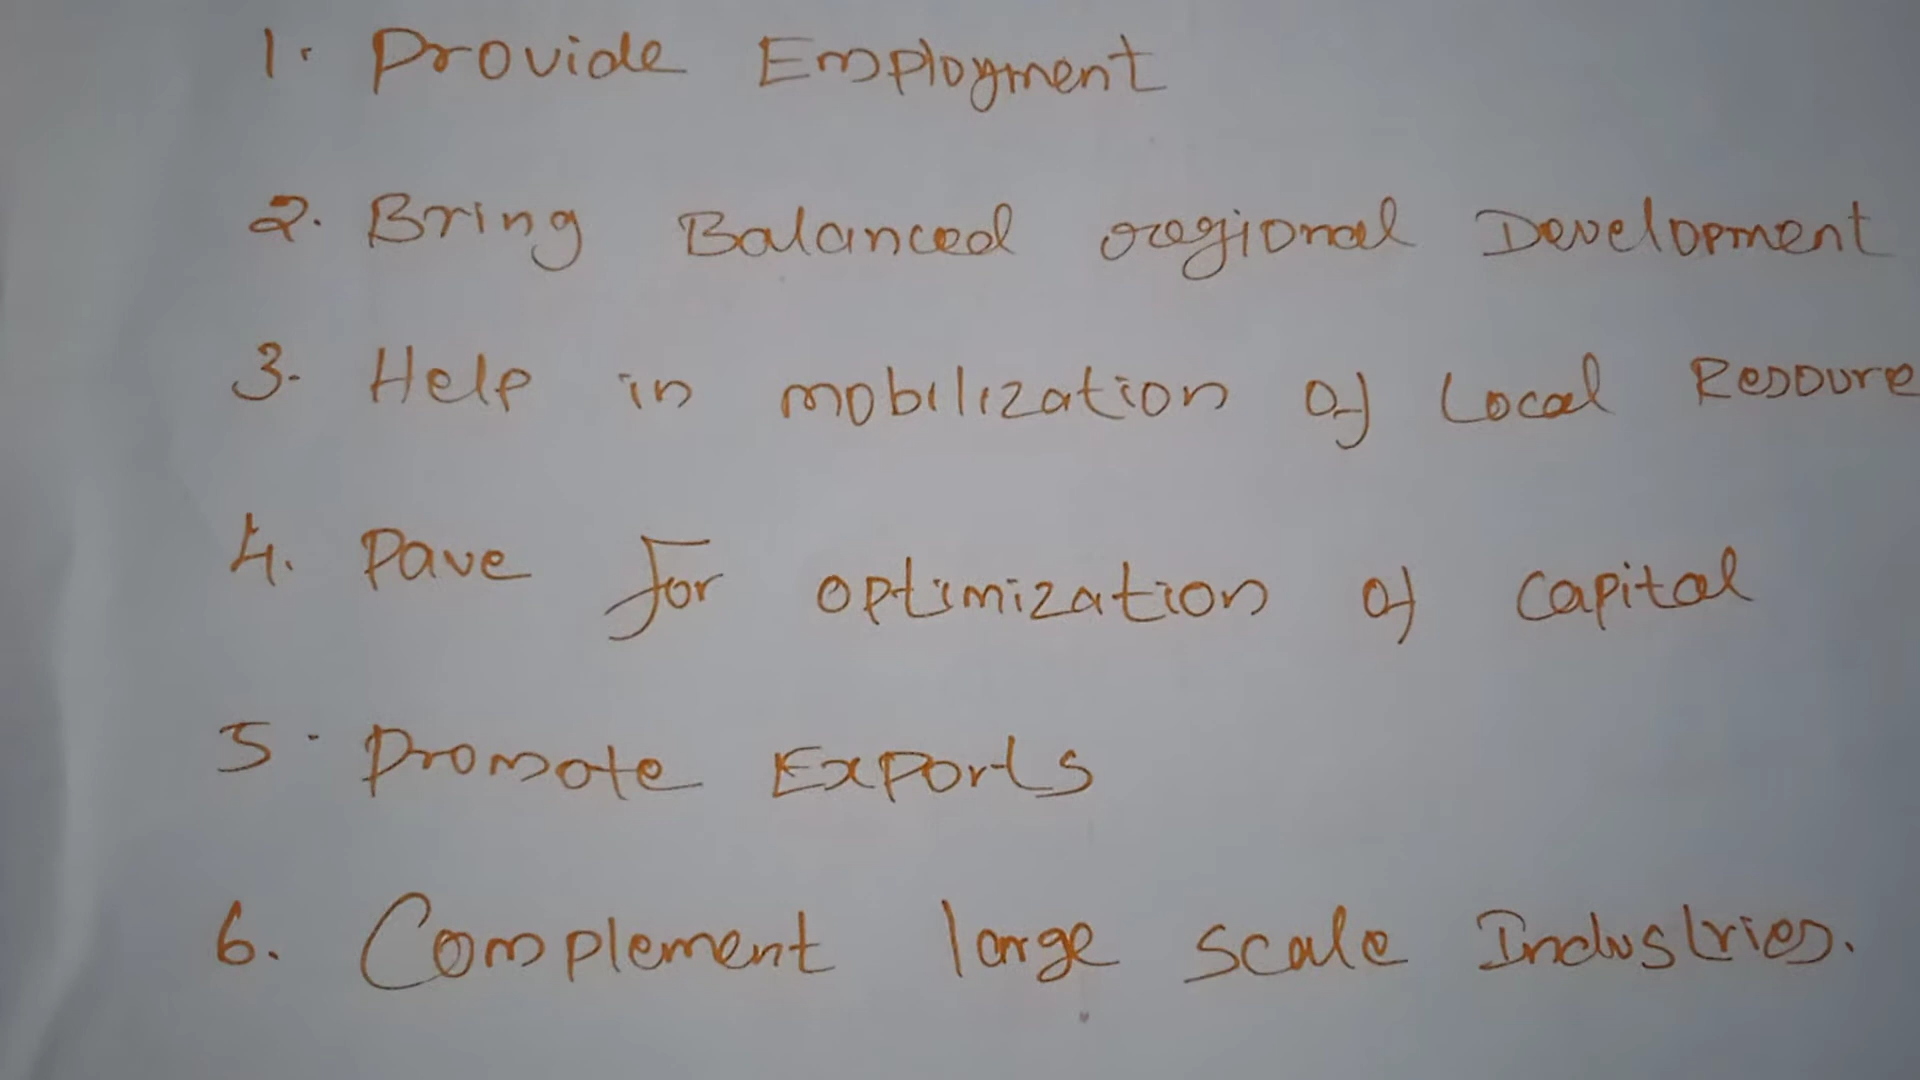 1. Provide Employment
2. Bring Balanced regional Development
3. Help in mobilization of Local Resoure
4. Pave for optimization of capital
5. Promote Exports
6. Complement large scale Industries.